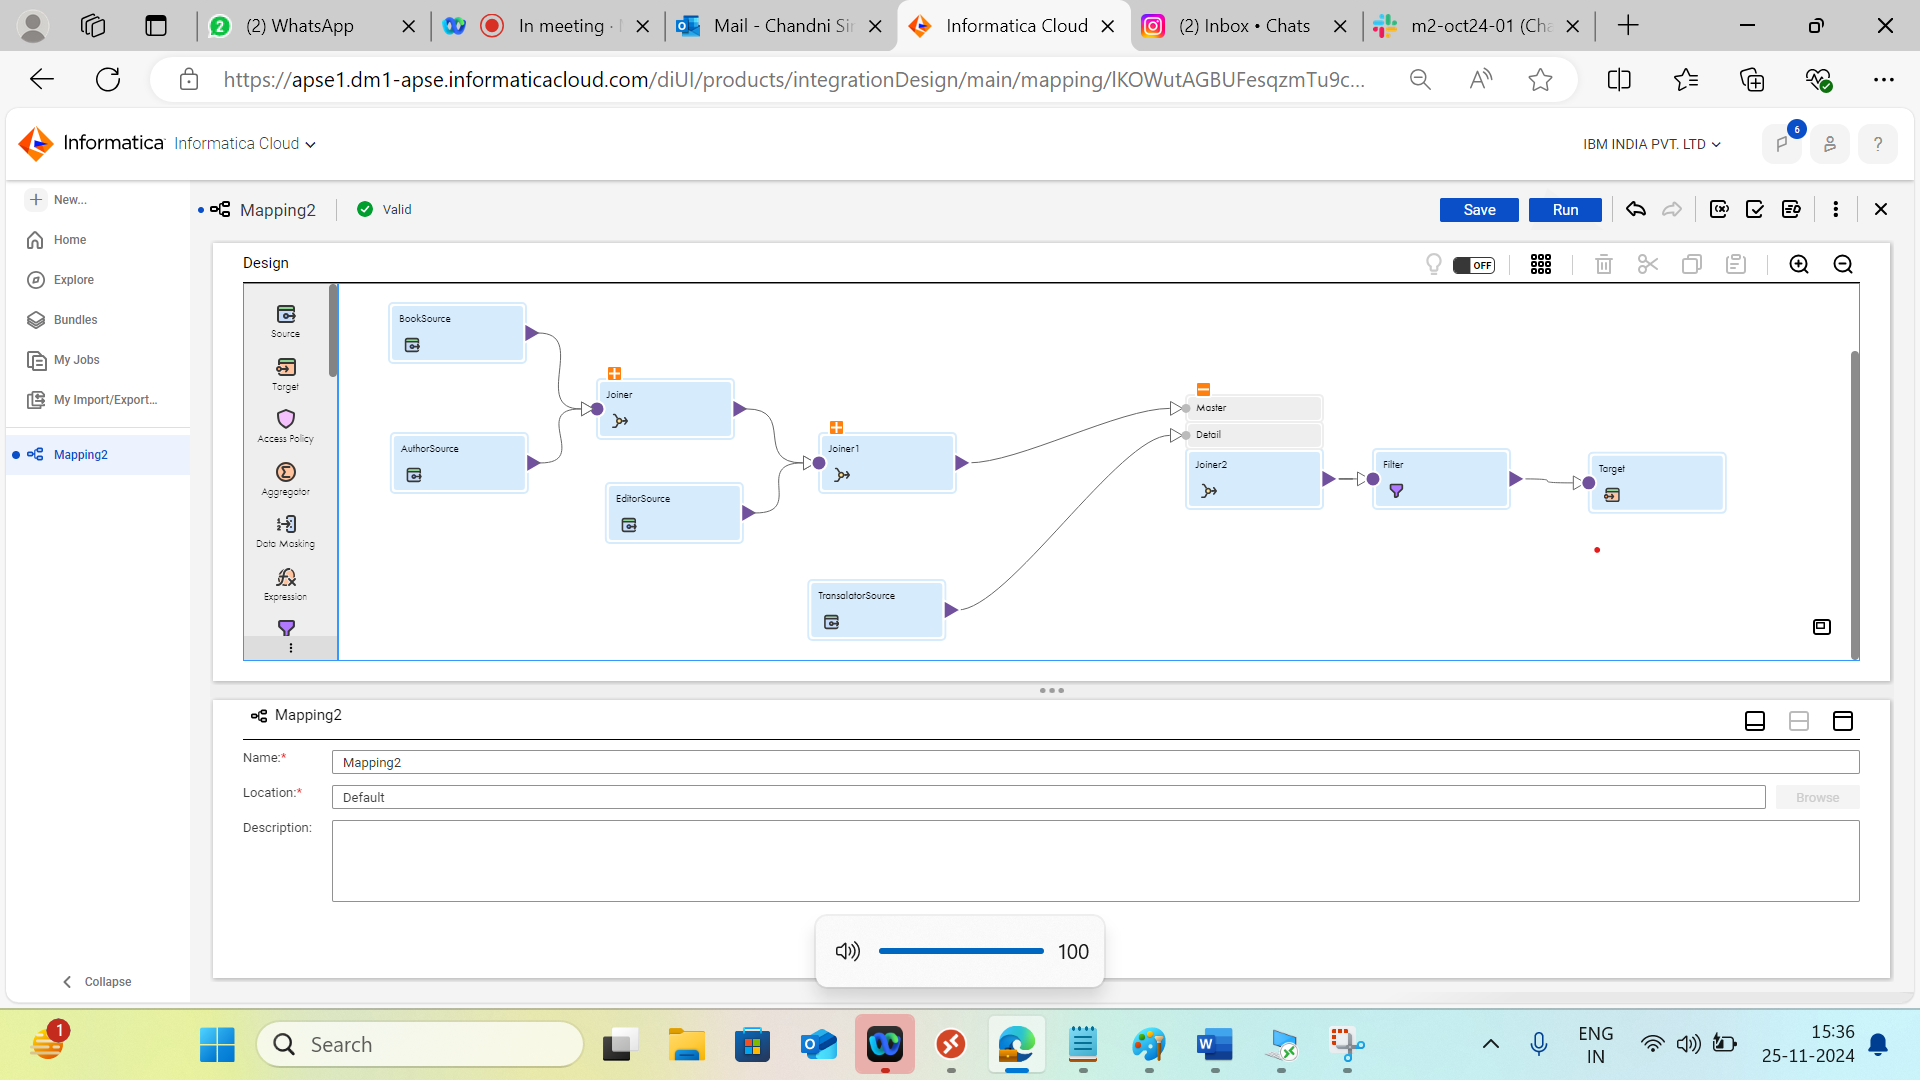 (2) WhatsApp
In meeting ·
Mail - Chandni Sin
Informatica Cloud
(2) Inbox • Chats
m2-oct24-01 (Cha
https://apse1.dm1-apse.informaticacloud.com/diUI/products/integrationDesign/main/mapping/lKOWutAGBUFesqzmTu9c...
Informatica Informatica Cloud
IBM INDIA PVT. LTD
6
?
New...
Home
Explore
Bundles
My Jobs
My Import/Export...
Mapping2
Collapse
Mapping2
Valid
Save
Run
Design
OFF
Source
Target
Access Policy
Aggregator
Data Masking
Expression
BookSource
AuthorSource
Joiner
EditorSource
Joiner1
TransalatorSource
Master
Detail
Joiner2
Filter
Target
Mapping2
Name:* Mapping2
Location:* Default
Browse
Description:
100
1
Search
ENG
IN
15:36
25-11-2024